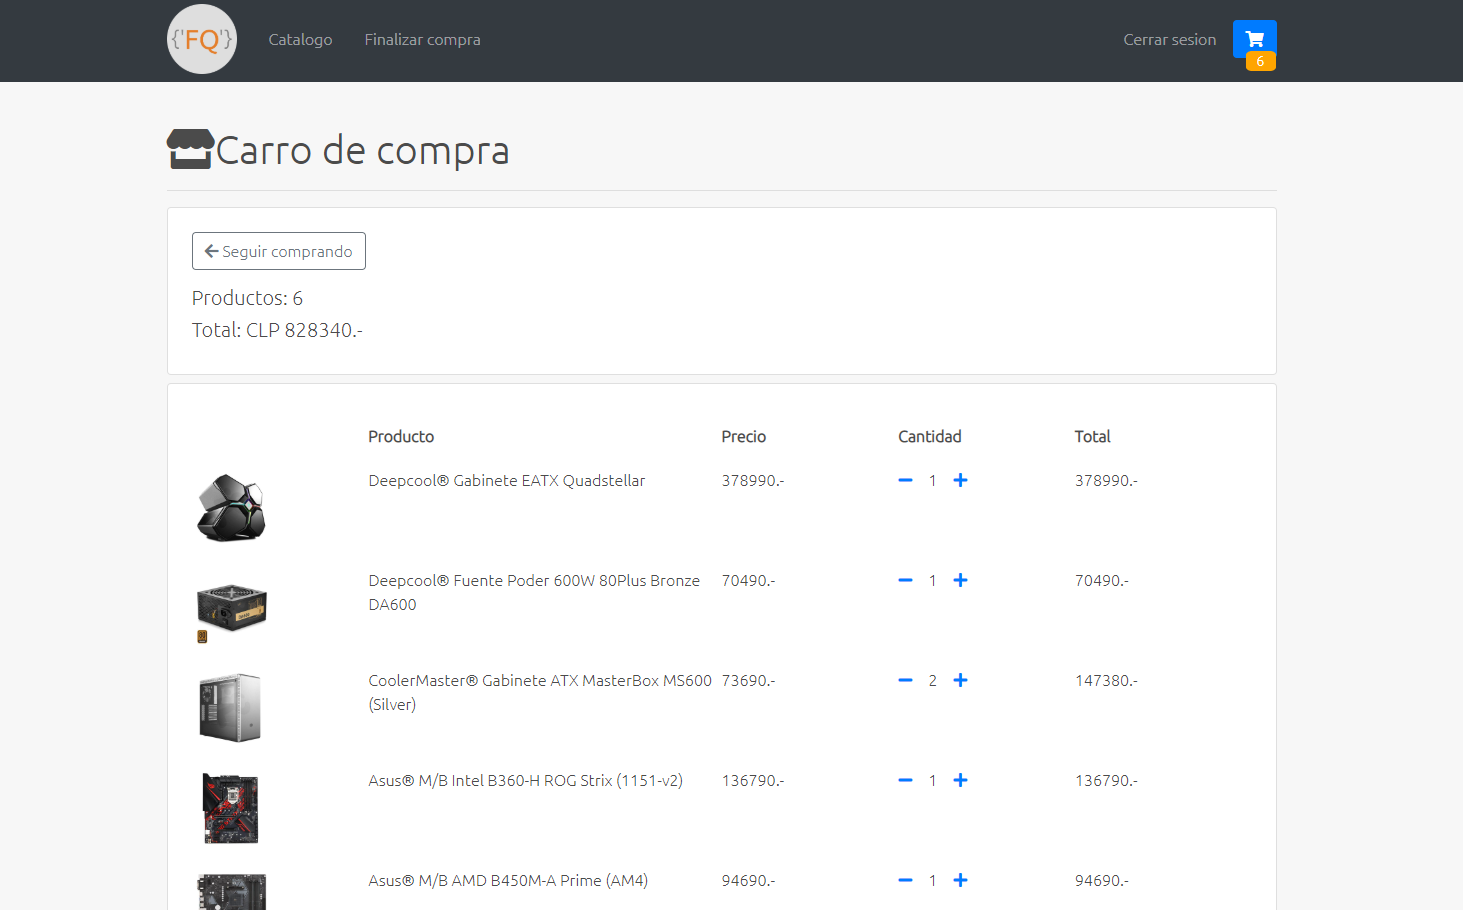 {'FQ'}
Catalogo
Finalizar compra
Cerrar sesion
6
Carro de compra
Seguir comprando
Productos: 6
Total: CLP 828340.-
Producto Precio Cantidad Total
Deepcool® Gabinete EATX Quadstellar 378990.- 1 378990.-
Deepcool® Fuente Poder 600W 80Plus Bronze 70490.- 1 70490.-
DA600
CoolerMaster® Gabinete ATX MasterBox MS600 73690.- 2 147380.-
(Silver)
Asus® M/B Intel B360-H ROG Strix (1151-v2) 136790.- 1 136790.-
Asus® M/B AMD B450M-A Prime (AM4) 94690.- 1 94690.-